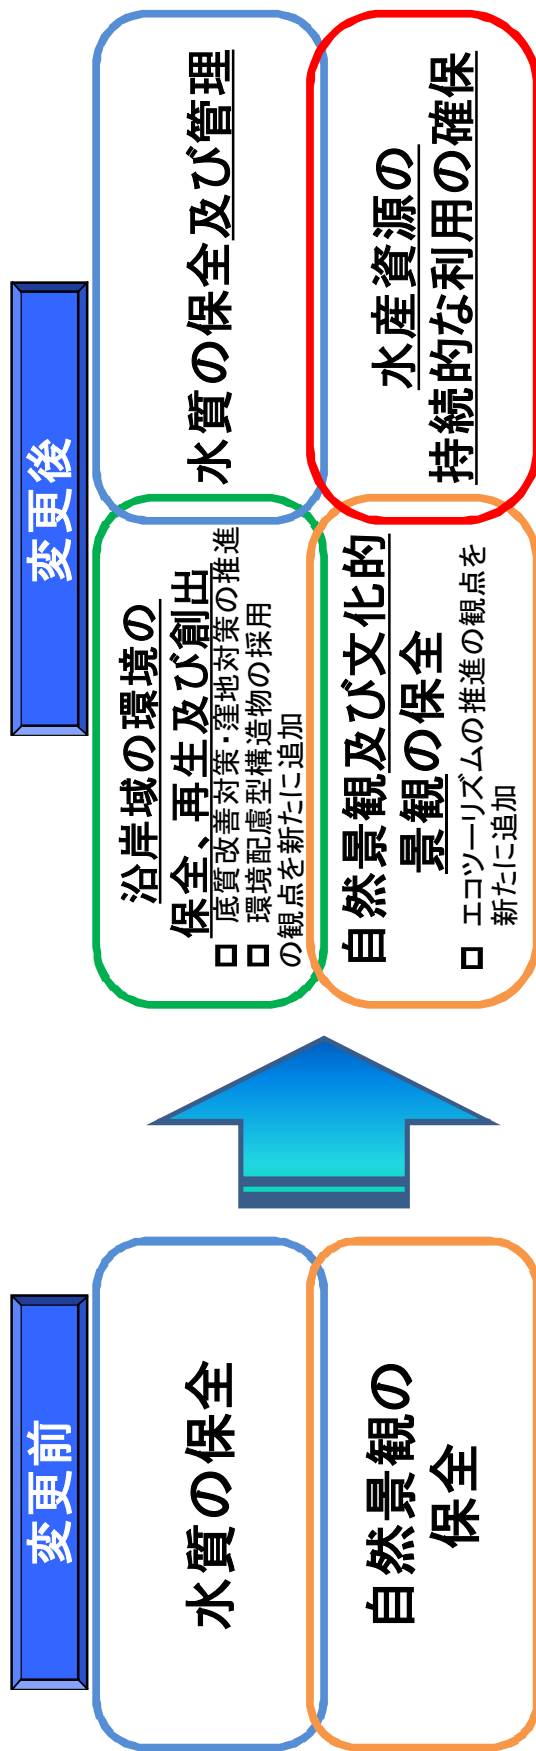 変更前
水質の保全
自然景観の
保全
変更後
沿岸域の環境の
保全、再生及び創出
□ 底質改善対策・窪地対策の推進
□ 環境配慮型構造物の採用
の観点を新たに追加
水質の保全及び管理
自然景観及び文化的
景観の保全
□ エコツーリズムの推進の観点を
新たに追加
水産資源の
持続的な利用の確保